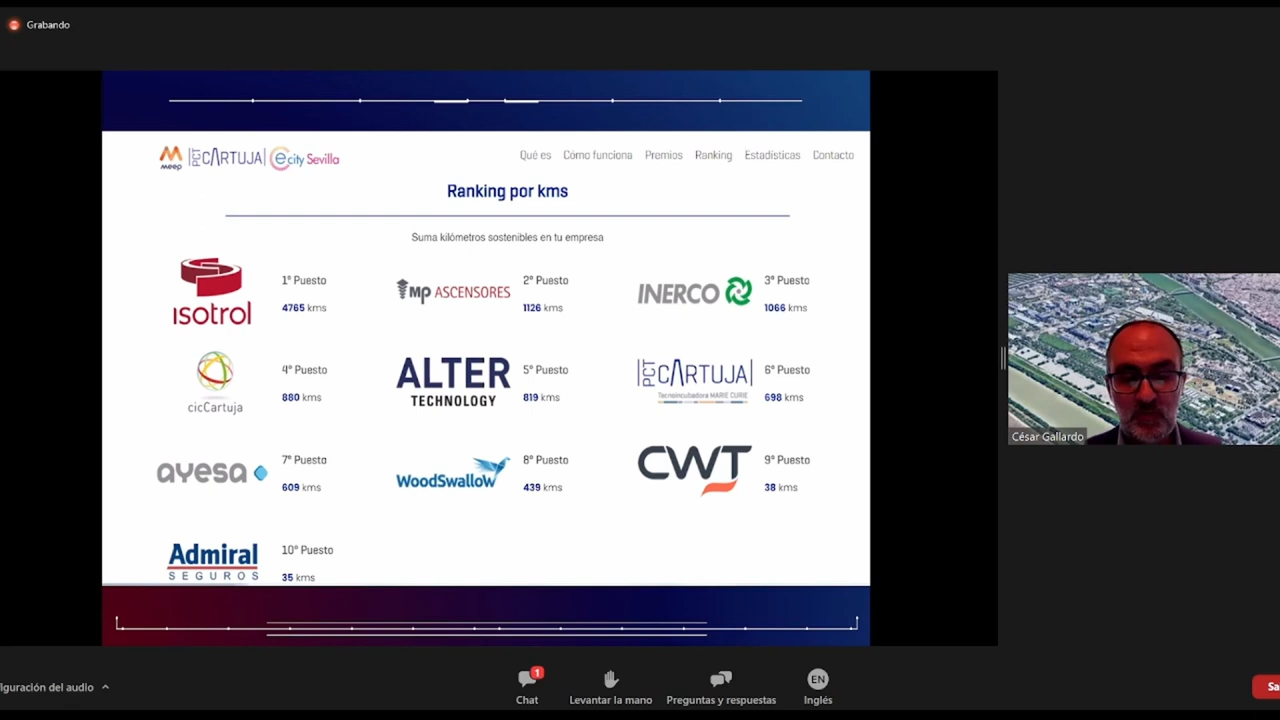 Grabando
meep PCT CARTUJA ecity Sevilla
Qué es Cómo funciona Premios Ranking Estadísticas Contacto
Ranking por kms
Suma kilómetros sostenibles en tu empresa
isotrol
1º Puesto
4765 kms
MP ASCENSORES
2º Puesto
1126 kms
INERCO
3º Puesto
1066 kms
cicCartuja
4º Puesto
880 kms
ALTER
TECHNOLOGY
5º Puesto
819 kms
PCT CARTUJA
Tecnoincubadora MARIE CURIE
6º Puesto
698 kms
ayesa
7º Puesto
609 kms
WoodSwallow
8º Puesto
439 kms
CWT
9º Puesto
38 kms
Admiral
SEGUROS
10º Puesto
35 kms
César Gallardo
iguración del audio
1
Chat
Levantar la mano
Preguntas y respuestas
EN
Inglés
Sa